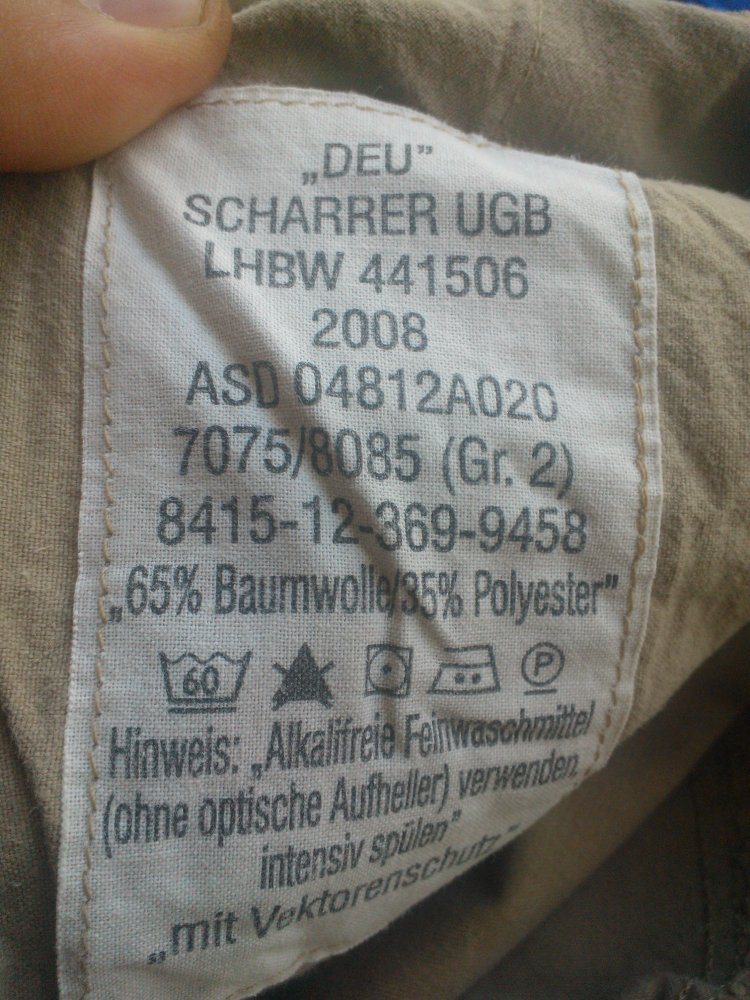 „DEU”
SCHARRER UGB
LHBW 441506
2008
ASD 04812A020
7075/8085 (Gr. 2)
8415-12-369-9458
„65% Baumwolle/35% Polyester”
60 P
Hinweis: „Alkalifreie Feinwaschmittel
(ohne optische Aufheller) verwenden,
intensiv spülen”
„mit Vektorenschutz”